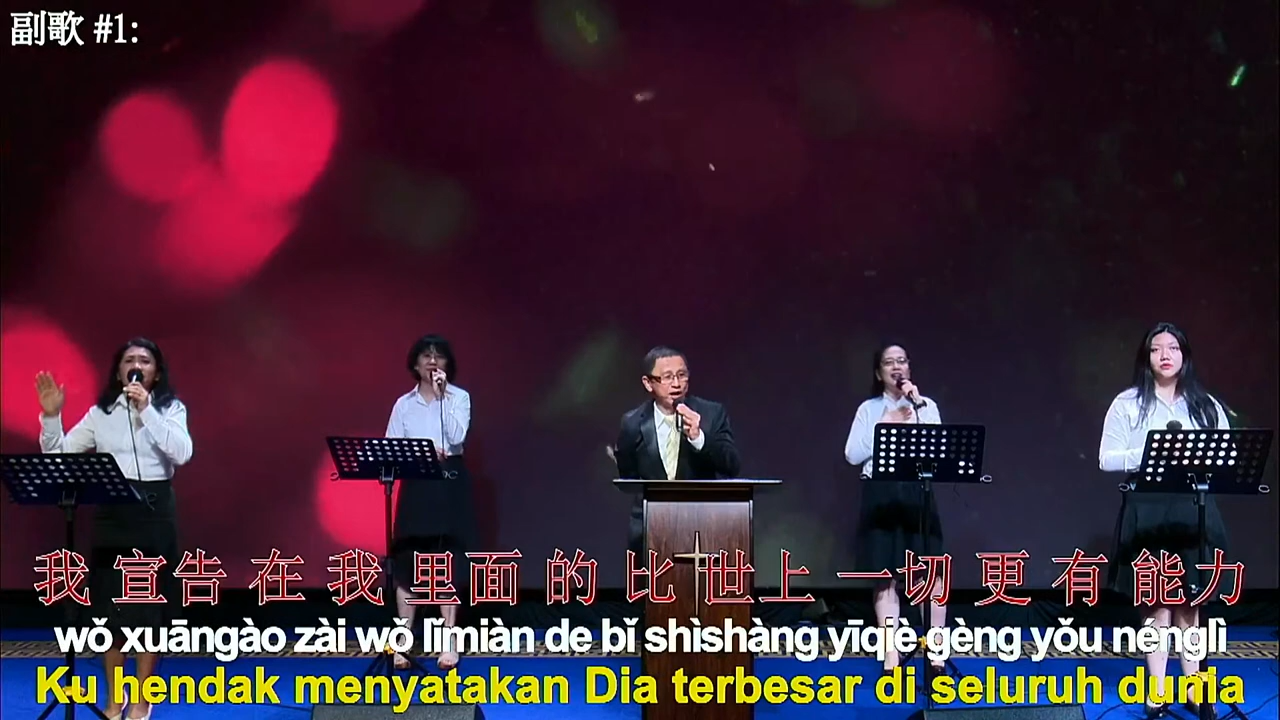 副歌 #1:
我 宣告 在 我 里面 的 比 世上 一切 更 有 能力
wǒ xuāngào zài wǒ lǐmiàn de bǐ shìshàng yīqiè gèng yǒu nénglì
Ku hendak menyatakan Dia terbesar di seluruh dunia